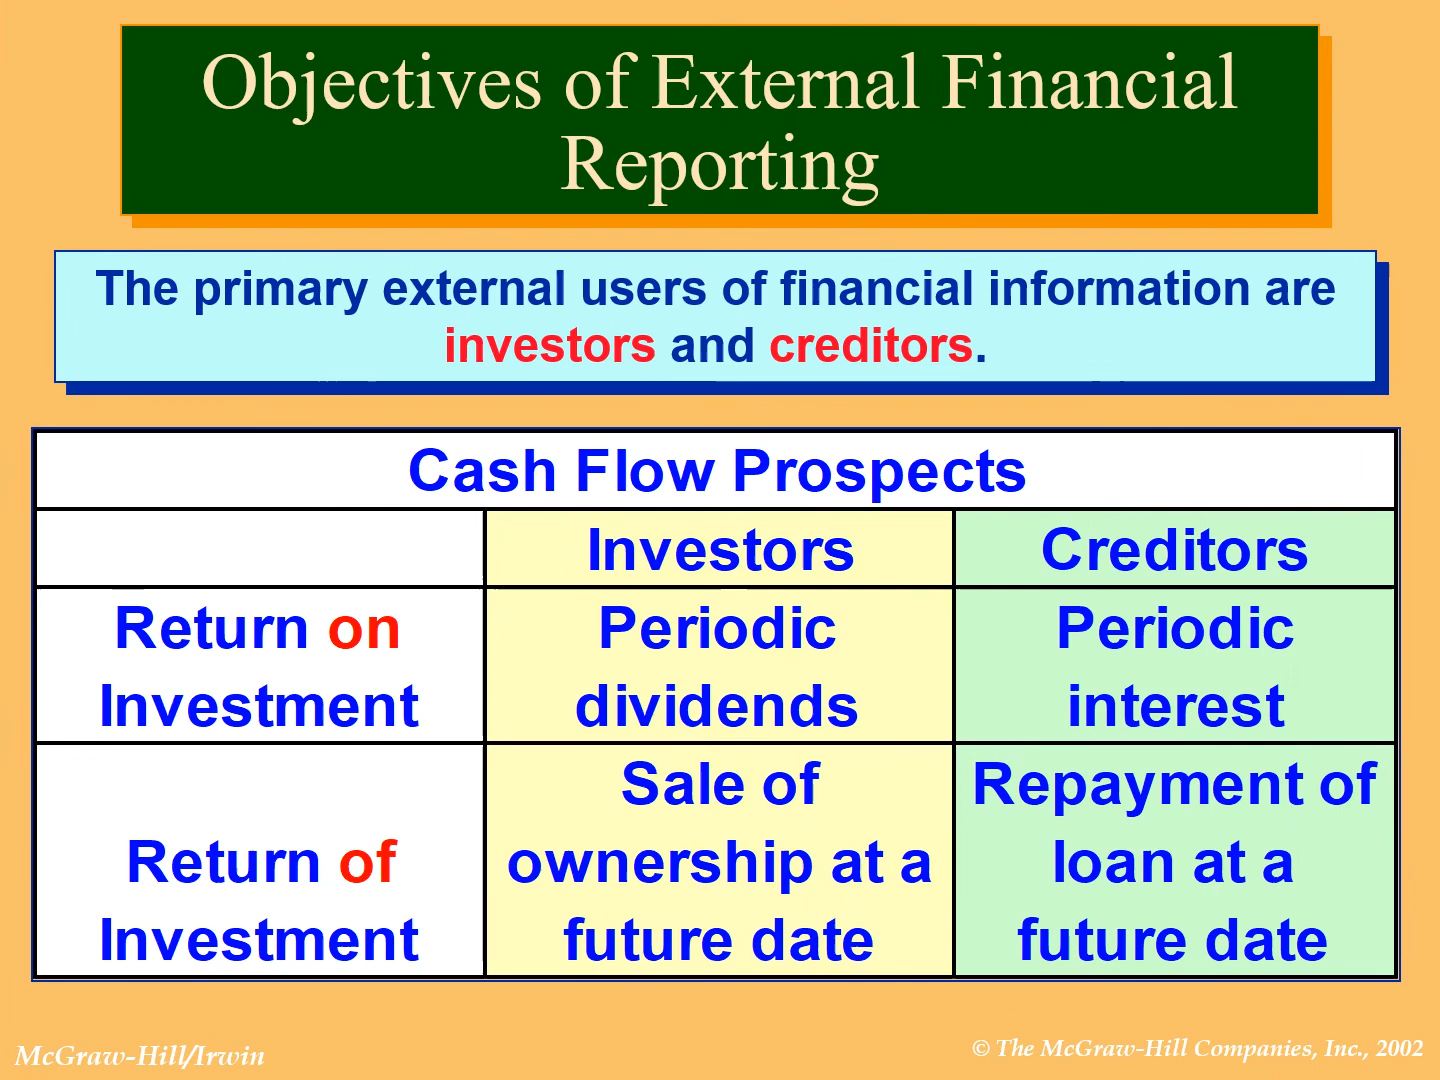 Objectives of External Financial
Reporting
The primary external users of financial information are
investors and creditors.
Cash Flow Prospects
Investors Creditors
Return on
Investment
Periodic
dividends
Periodic
interest
Return of
Investment
Sale of
ownership at a
future date
Repayment of
loan at a
future date
McGraw-Hill/Irwin
© The McGraw-Hill Companies, Inc., 2002